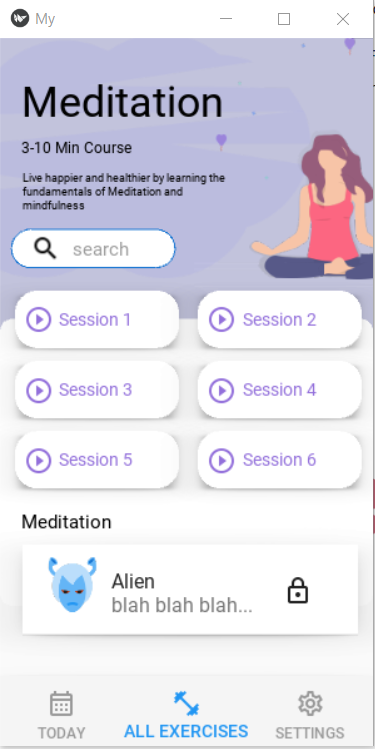 My
Meditation
3-10 Min Course
Live happier and healthier by learning the
fundamentals of Meditation and
mindfulness
search
Session 1
Session 2
Session 3
Session 4
Session 5
Session 6
Meditation
Alien
blah blah blah...
TODAY
ALL EXERCISES
SETTINGS